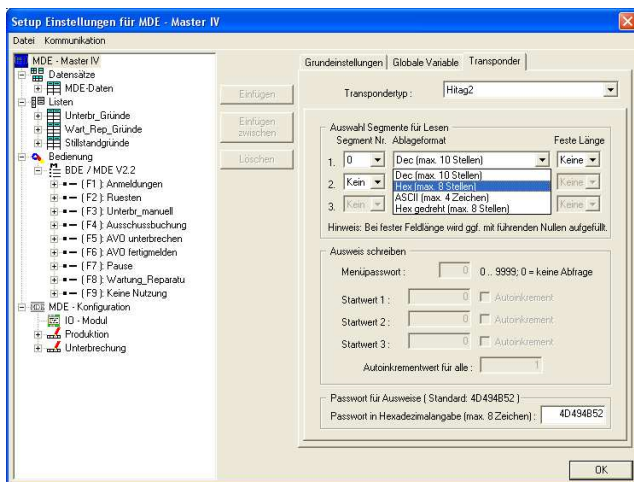 Setup Einstellungen für MDE - Master IV
Datei Kommunikation
MDE - Master IV
Datensätze
MDE-Daten
Listen
Unterbr_Gründe
Wart_Rep_Gründe
Stillstandgründe
Bedienung
BDE / MDE V2.2
( F1 ): Anmeldungen
( F2 ): Ruesten
( F3 ): Unterbr_manuell
( F4 ): Ausschussbuchung
( F5 ): AVO unterbrechen
( F6 ): AVO fertigmelden
( F7 ): Pause
( F8 ): Wartung_Reparatu
( F9 ): Keine Nutzung
MDE - Konfiguration
IO - Modul
Produktion
Unterbrechung
Einfügen
Einfügen
zwischen
Löschen
Grundeinstellungen Globale Variable Transponder
Transpondertyp : Hitag2
Auswahl Segmente für Lesen
Segment Nr. Ablageformat Feste Länge
1. 0 Dec (max. 10 Stellen) Keine
Dec (max. 10 Stellen)
2. Kein Hex (max. 8 Stellen) Keine
ASCII (max. 4 Zeichen)
3. Kein Hex gedreht (max. 8 Stellen) Keine
Hinweis: Bei fester Feldlänge wird ggf. mit führenden Nullen aufgefüllt.
Ausweis schreiben
Menüpasswort : 0 0 .. 9999; 0 = keine Abfrage
Startwert 1 : 0 Autoinkrement
Startwert 2 : 0 Autoinkrement
Startwert 3 : 0 Autoinkrement
Autoinkrementwert für alle : 1
Passwort für Ausweise ( Standard: 4D494B52 )
Passwort in Hexadezimalangabe (max. 8 Zeichen) : 4D494B52
OK